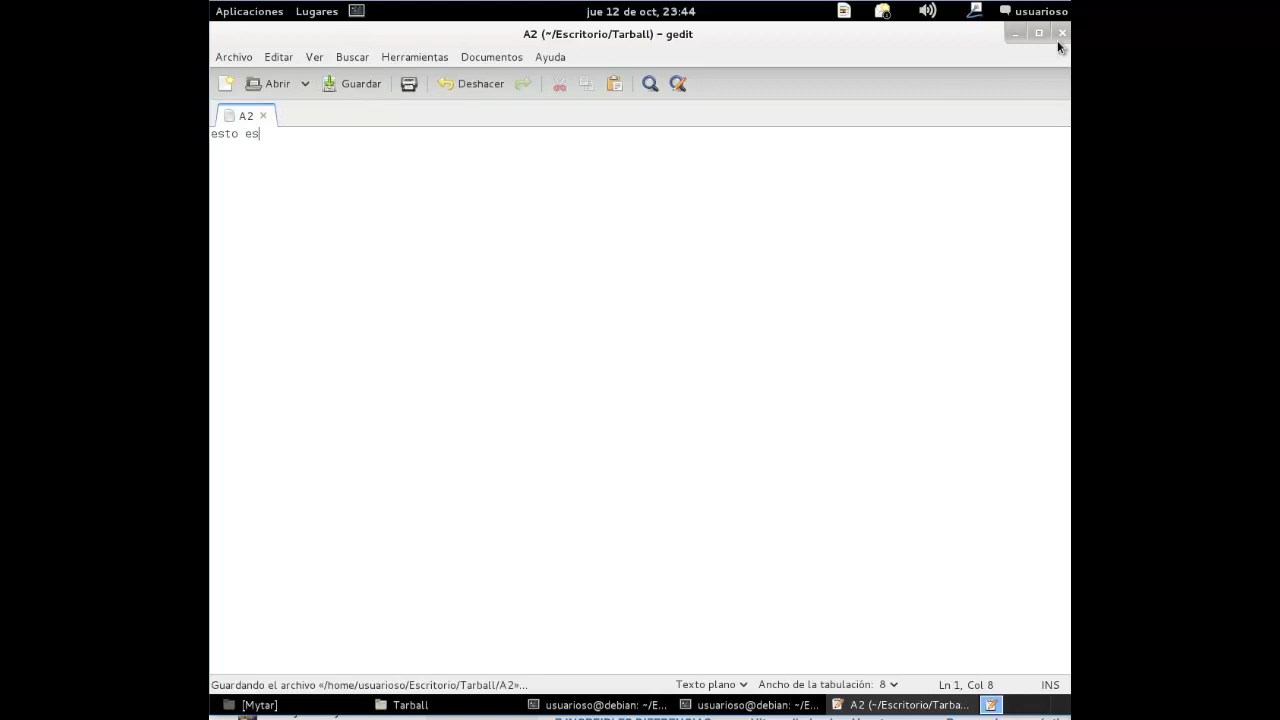 Aplicaciones Lugares jue 12 de oct, 23:44 usuarioso
A2 (~/Escritorio/Tarball) - gedit
Archivo Editar Ver Buscar Herramientas Documentos Ayuda
Abrir Guardar Deshacer
A2
esto es
Guardando el archivo «/home/usuarioso/Escritorio/Tarball/A2»... Texto plano Ancho de la tabulación: 8 Ln 1, Col 8 INS
[Mytar] Tarball usuarioso@debian: ~/E... usuarioso@debian: ~/E... A2 (~/Escritorio/Tarba...